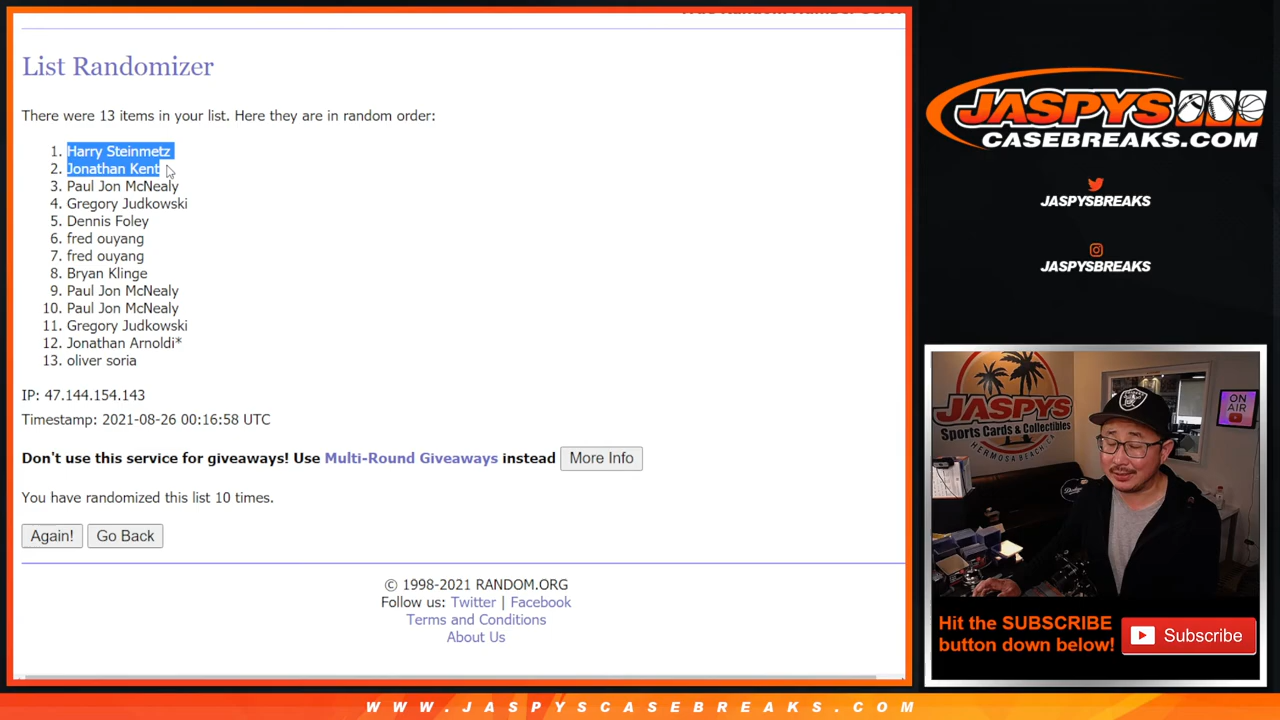 List Randomizer
There were 13 items in your list. Here they are in random order:
1. Harry Steinmetz
2. Jonathan Kent
3. Paul Jon McNealy
4. Gregory Judkowski
5. Dennis Foley
6. fred ouyang
7. fred ouyang
8. Bryan Klinge
9. Paul Jon McNealy
10. Paul Jon McNealy
11. Gregory Judkowski
12. Jonathan Arnoldi*
13. oliver soria
IP: 47.144.154.143
Timestamp: 2021-08-26 00:16:58 UTC
Don't use this service for giveaways! Use Multi-Round Giveaways instead More Info
You have randomized this list 10 times.
Again! Go Back
© 1998-2021 RANDOM.ORG
Follow us: Twitter | Facebook
Terms and Conditions
About Us
JASPYS
CASEBREAKS.COM
JASPYSBREAKS
JASPYSBREAKS
JASPYS
Sports Cards & Collectibles
HERMOSA BEACH
ON
AIR
Hit the SUBSCRIBE
button down below!
Subscribe
WWW.JASPYSCASEBREAKS.COM